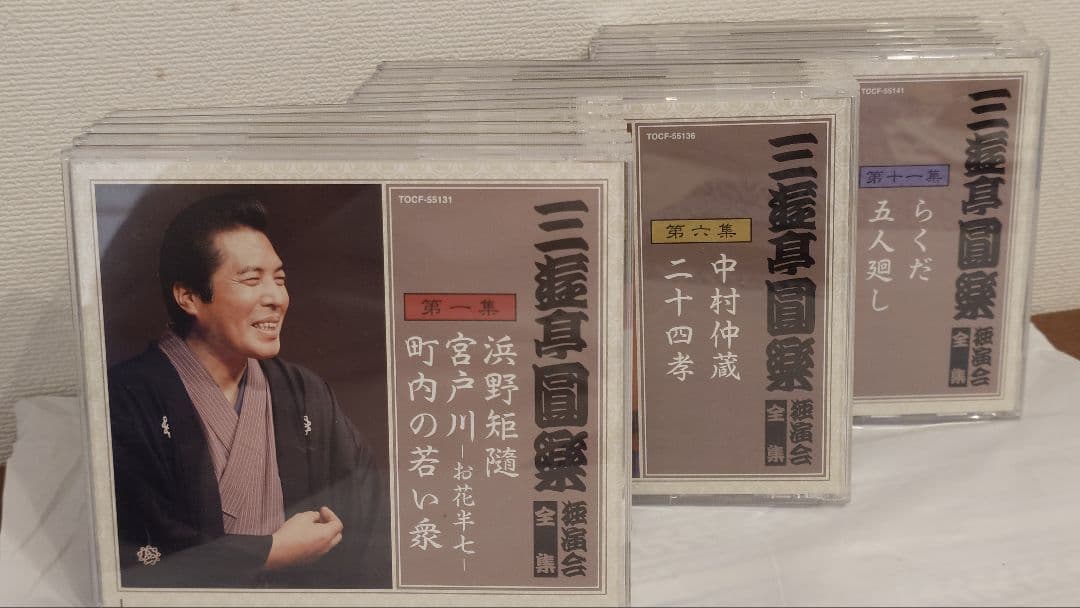 TOCF-55131
三遊亭圓樂
独演会
全集
第一集
浜野矩随
宮戸川―お花半七―
町内の若い衆
TOCF-55136
三遊亭圓樂
独演会
全集
第六集
中村仲蔵
二十四孝
TOCF-55141
三遊亭圓樂
独演会
全集
第十一集
らくだ
五人廻し